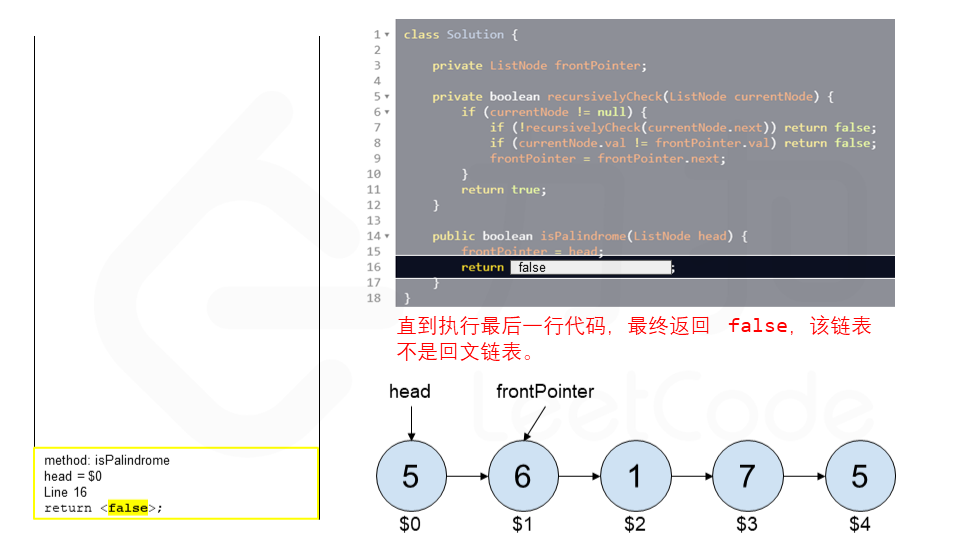 1 class Solution {
2
3 private ListNode frontPointer;
4
5 private boolean recursivelyCheck(ListNode currentNode) {
6 if (currentNode != null) {
7 if (!recursivelyCheck(currentNode.next)) return false;
8 if (currentNode.val != frontPointer.val) return false;
9 frontPointer = frontPointer.next;
10 }
11 return true;
12 }
13
14 public boolean isPalindrome(ListNode head) {
15 frontPointer = head;
16 return false ;
17 }
18 }
直到执行最后一行代码, 最终返回 false, 该链表
不是回文链表。
head frontPointer
5 6 1 7 5
$0 $1 $2 $3 $4
method: isPalindrome
head = $0
Line 16
return <false>;
LeetCode